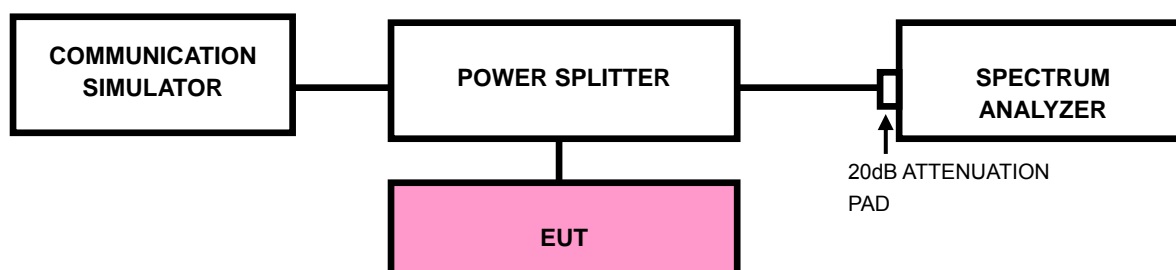 COMMUNICATION
SIMULATOR
POWER SPLITTER
SPECTRUM
ANALYZER
20dB ATTENUATION
PAD
EUT